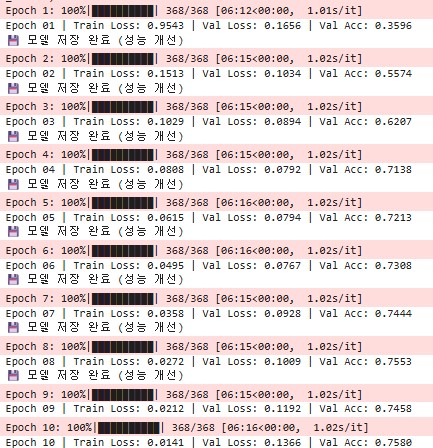 Epoch 1: 100%|██████████| 368/368 [06:12<00:00, 1.01s/it]
Epoch 01 | Train Loss: 0.9543 | Val Loss: 0.1656 | Val Acc: 0.3596
💾 모델 저장 완료 (성능 개선)
Epoch 2: 100%|██████████| 368/368 [06:15<00:00, 1.02s/it]
Epoch 02 | Train Loss: 0.1513 | Val Loss: 0.1034 | Val Acc: 0.5574
💾 모델 저장 완료 (성능 개선)
Epoch 3: 100%|██████████| 368/368 [06:15<00:00, 1.02s/it]
Epoch 03 | Train Loss: 0.1029 | Val Loss: 0.0894 | Val Acc: 0.6207
💾 모델 저장 완료 (성능 개선)
Epoch 4: 100%|██████████| 368/368 [06:15<00:00, 1.02s/it]
Epoch 04 | Train Loss: 0.0808 | Val Loss: 0.0792 | Val Acc: 0.7138
💾 모델 저장 완료 (성능 개선)
Epoch 5: 100%|██████████| 368/368 [06:16<00:00, 1.02s/it]
Epoch 05 | Train Loss: 0.0615 | Val Loss: 0.0794 | Val Acc: 0.7213
💾 모델 저장 완료 (성능 개선)
Epoch 6: 100%|██████████| 368/368 [06:16<00:00, 1.02s/it]
Epoch 06 | Train Loss: 0.0495 | Val Loss: 0.0767 | Val Acc: 0.7308
💾 모델 저장 완료 (성능 개선)
Epoch 7: 100%|██████████| 368/368 [06:15<00:00, 1.02s/it]
Epoch 07 | Train Loss: 0.0358 | Val Loss: 0.0928 | Val Acc: 0.7444
💾 모델 저장 완료 (성능 개선)
Epoch 8: 100%|██████████| 368/368 [06:15<00:00, 1.02s/it]
Epoch 08 | Train Loss: 0.0272 | Val Loss: 0.1009 | Val Acc: 0.7553
💾 모델 저장 완료 (성능 개선)
Epoch 9: 100%|██████████| 368/368 [06:15<00:00, 1.02s/it]
Epoch 09 | Train Loss: 0.0212 | Val Loss: 0.1192 | Val Acc: 0.7458
Epoch 10: 100%|██████████| 368/368 [06:16<00:00, 1.02s/it]
Epoch 10 | Train Loss: 0.0141 | Val Loss: 0.1366 | Val Acc: 0.7580